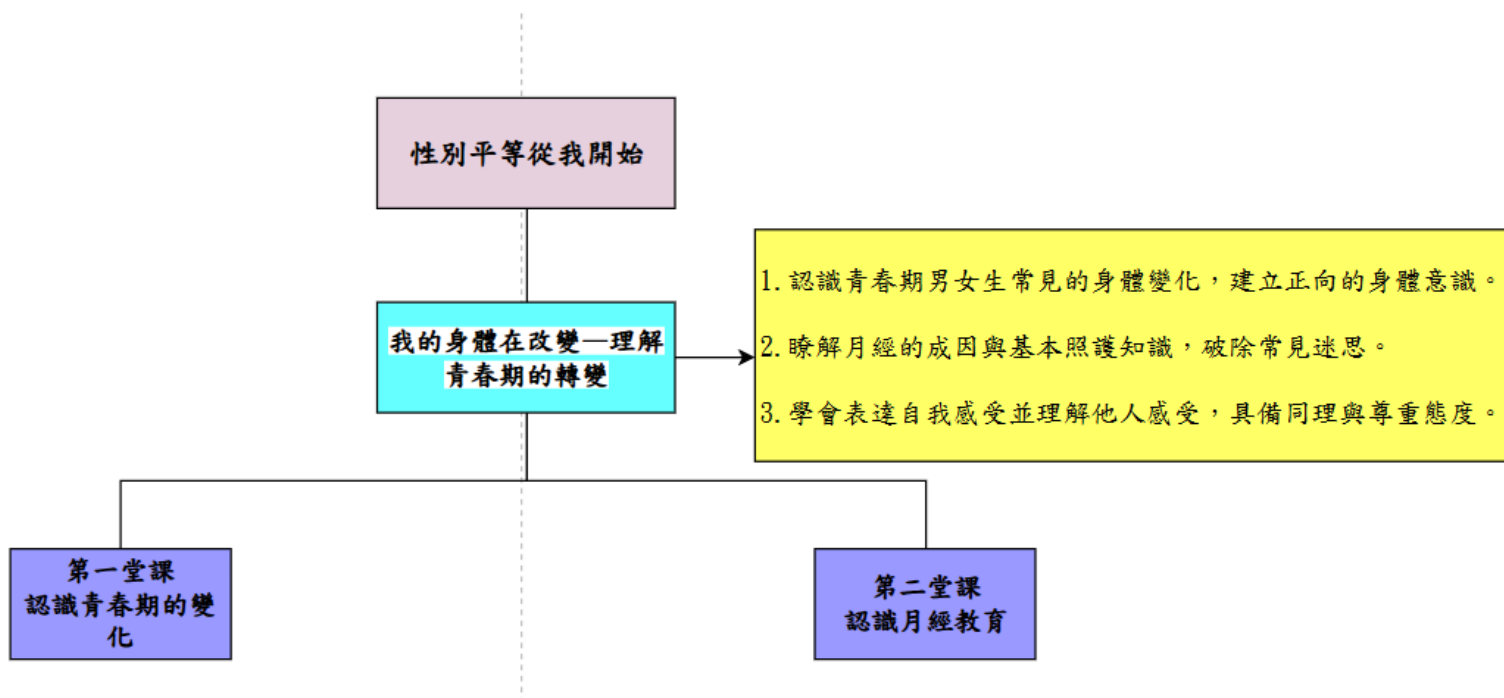 性別平等從我開始
我的身體在改變—理解
青春期的轉變
1.認識青春期男女生常見的身體變化，建立正向的身體意識。
2.瞭解月經的成因與基本照護知識，破除常見迷思。
3.學會表達自我感受並理解他人感受，具備同理與尊重態度。
第一堂課
認識青春期的變
化
第二堂課
認識月經教育